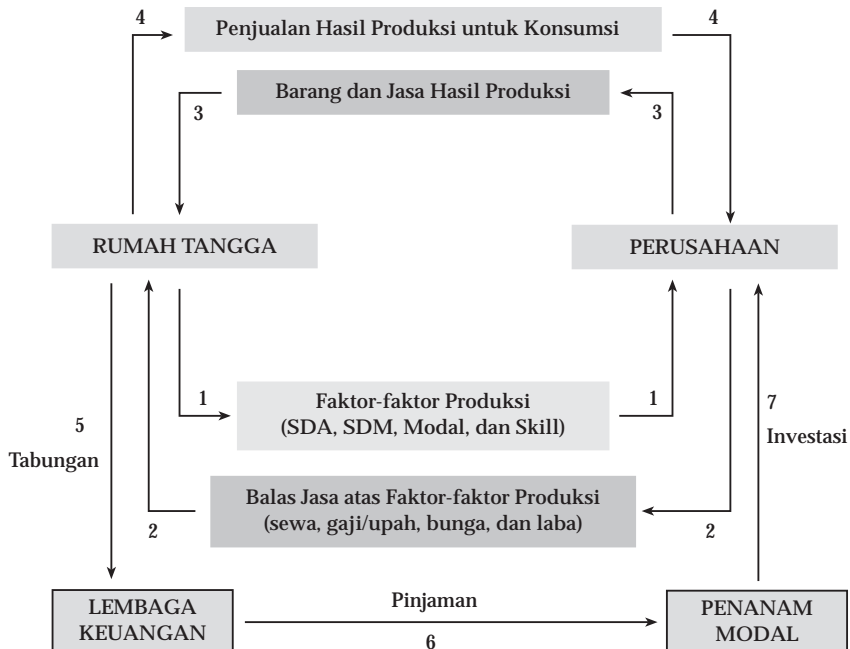 4
Penjualan Hasil Produksi untuk Konsumsi
4
Barang dan Jasa Hasil Produksi
3
3
RUMAH TANGGA
PERUSAHAAN
1
Faktor-faktor Produksi
(SDA, SDM, Modal, dan Skill)
1
5
Tabungan
7
Investasi
2
Balas Jasa atas Faktor-faktor Produksi
(sewa, gaji/upah, bunga, dan laba)
2
LEMBAGA
KEUANGAN
Pinjaman
6
PENANAM
MODAL